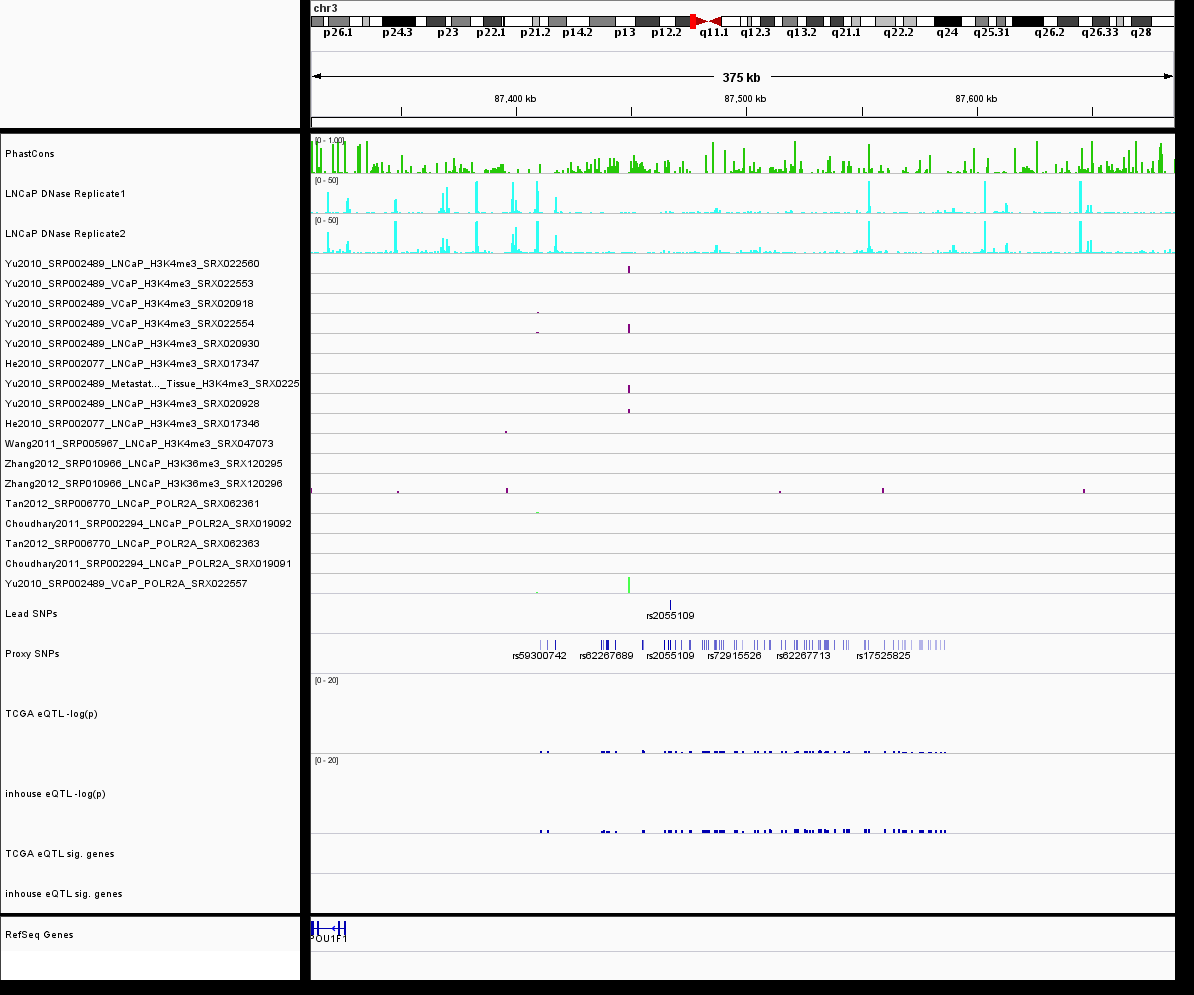 chr3
p26.1 p24.3 p23 p22.1 p21.2 p14.2 p13 p12.2 q11.1 q12.3 q13.2 q21.1 q22.2 q24 q25.31 q26.2 q26.33 q28
375 kb
87,400 kb 87,500 kb 87,600 kb
PhastCons [0 - 1.00]
LNCaP DNase Replicate1 [0 - 50]
LNCaP DNase Replicate2 [0 - 50]
Yu2010_SRP002489_LNCaP_H3K4me3_SRX022560
Yu2010_SRP002489_VCaP_H3K4me3_SRX022553
Yu2010_SRP002489_VCaP_H3K4me3_SRX020918
Yu2010_SRP002489_VCaP_H3K4me3_SRX022554
Yu2010_SRP002489_LNCaP_H3K4me3_SRX020930
He2010_SRP002077_LNCaP_H3K4me3_SRX017347
Yu2010_SRP002489_Metastat..._Tissue_H3K4me3_SRX0225
Yu2010_SRP002489_LNCaP_H3K4me3_SRX020928
He2010_SRP002077_LNCaP_H3K4me3_SRX017346
Wang2011_SRP005967_LNCaP_H3K4me3_SRX047073
Zhang2012_SRP010966_LNCaP_H3K36me3_SRX120295
Zhang2012_SRP010966_LNCaP_H3K36me3_SRX120296
Tan2012_SRP006770_LNCaP_POLR2A_SRX062361
Choudhary2011_SRP002294_LNCaP_POLR2A_SRX019092
Tan2012_SRP006770_LNCaP_POLR2A_SRX062363
Choudhary2011_SRP002294_LNCaP_POLR2A_SRX019091
Yu2010_SRP002489_VCaP_POLR2A_SRX022557
Lead SNPs rs2055109
Proxy SNPs rs59300742 rs62267689 rs2055109 rs72915526 rs62267713 rs17525825
[0 - 20]
TCGA eQTL -log(p)
[0 - 20]
inhouse eQTL -log(p)
TCGA eQTL sig. genes
inhouse eQTL sig. genes
RefSeq Genes POU1F1